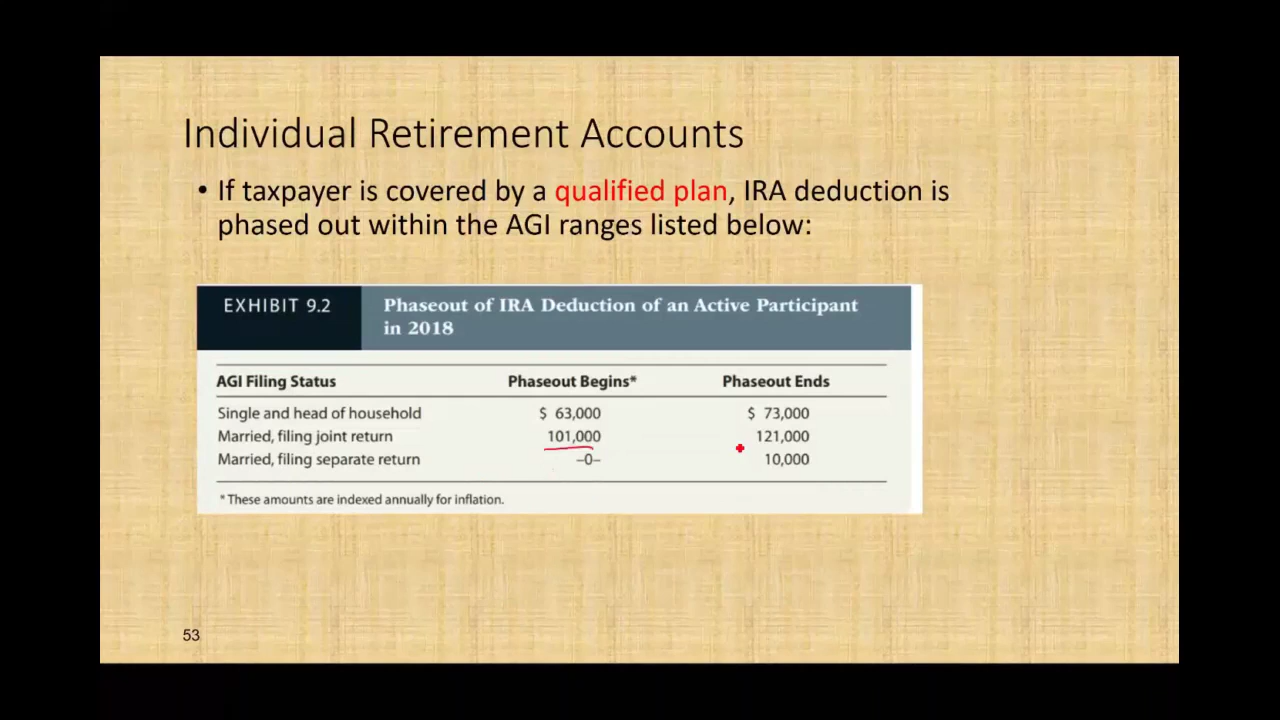 Individual Retirement Accounts
• If taxpayer is covered by a qualified plan, IRA deduction is
phased out within the AGI ranges listed below:
EXHIBIT 9.2
Phaseout of IRA Deduction of an Active Participant
in 2018
AGI Filing Status Phaseout Begins* Phaseout Ends
Single and head of household $ 63,000 $ 73,000
Married, filing joint return 101,000 121,000
Married, filing separate return –0– 10,000
* These amounts are indexed annually for inflation.
53